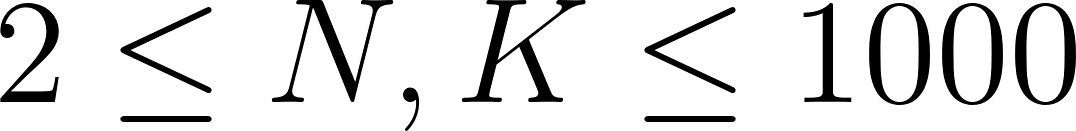 2 ≤ N, K ≤ 1000